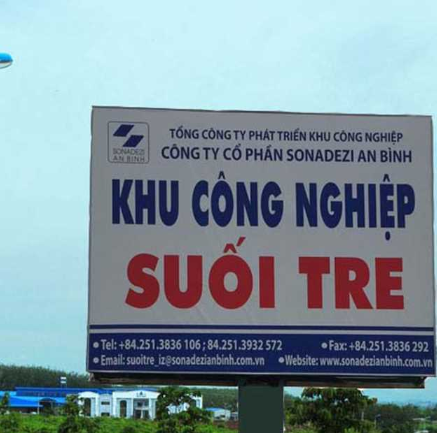 SONADEZI
AN BINH
TỔNG CÔNG TY PHÁT TRIỂN KHU CÔNG NGHIỆP
CÔNG TY CỔ PHẦN SONADEZI AN BÌNH
KHU CÔNG NGHIỆP
SUỐI TRE
• Tel: +84.251.3836 106 ; 84.251.3932 572 • Fax: +84.251.3836 292
• Email: suoitre_iz@sonadezianbinh.com.vn • Website: www.sonadezianbinh.com.vn